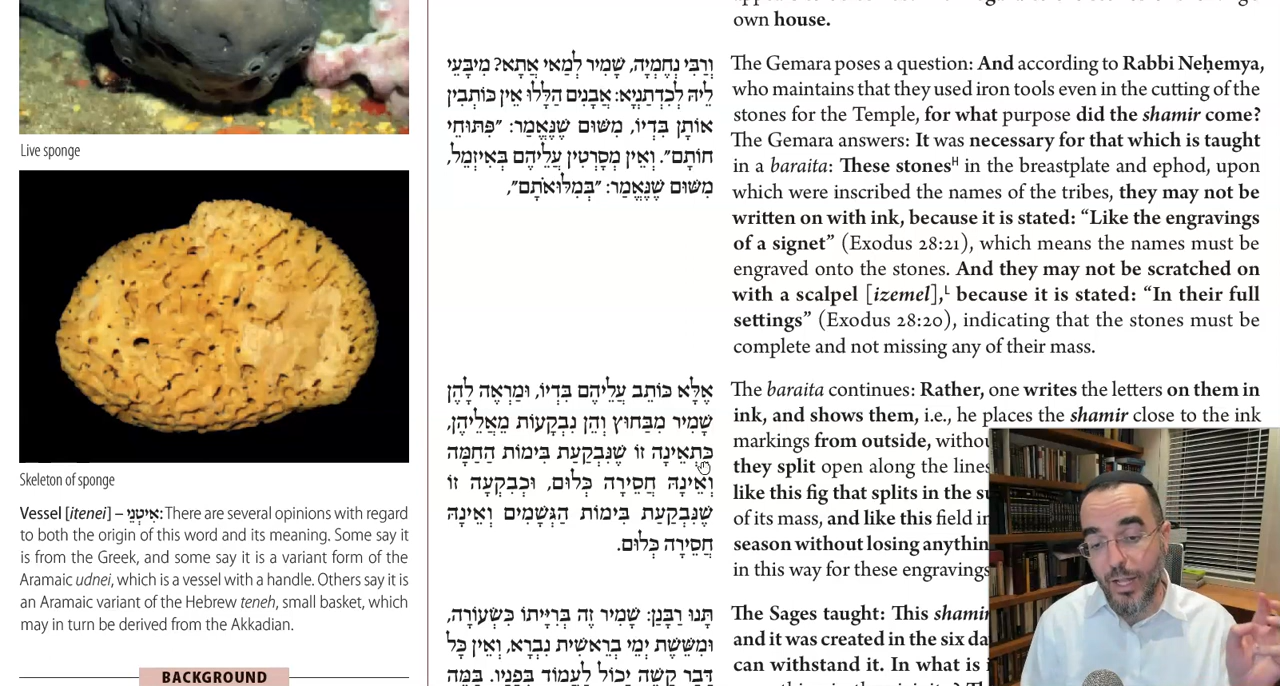 Live sponge
Skeleton of sponge
Vessel [itenei] – אִיטְנֵי: There are several opinions with regard
to both the origin of this word and its meaning. Some say it
is from the Greek, and some say it is a variant form of the
Aramaic udnei, which is a vessel with a handle. Others say it is
an Aramaic variant of the Hebrew teneh, small basket, which
may in turn be derived from the Akkadian.
BACKGROUND
וְרַבִּי נְחֶמְיָה, שָׁמִיר לְמַאי אֲתָא? מִיבָּעֵי
לֵיהּ לְכִדְתַנְיָא: אֲבָנִים הַלָּלוּ אֵין כּוֹתְבִין
אוֹתָן בִּדְיוֹ, מִשּׁוּם שֶׁנֶּאֱמַר: ״פִּתּוּחֵי
חוֹתָם״. וְאֵין מְסָרְטִין עֲלֵיהֶם בְּאִיזְמֵל,
מִשּׁוּם שֶׁנֶּאֱמַר: ״בְּמִלּוּאֹתָם״,
אֶלָּא כּוֹתֵב עֲלֵיהֶם בִּדְיוֹ, וּמַרְאֶה לָהֶן
שָׁמִיר מִבַּחוּץ וְהֵן נִבְקָעוֹת מֵאֲלֵיהֶן,
כִּתְאֵינָה זוֹ שֶׁנִּבְקַעַת בִּימוֹת הַחַמָּה
וְאֵינָהּ חֲסֵירָה כְּלוּם, וּכְבִקְעָה זוֹ
שֶׁנִּבְקַעַת בִּימוֹת הַגְּשָׁמִים וְאֵינָהּ
חֲסֵירָה כְּלוּם.
תָּנוּ רַבָּנַן: שָׁמִיר זֶה בְּרִיָּיתוֹ כִּשְׂעוֹרָה,
וּמִשֵּׁשֶׁת יְמֵי בְרֵאשִׁית נִבְרָא, וְאֵין כׇּל
דָּבָר קָשֶׁה יָכוֹל לַעֲמוֹד בְּפָנָיו. בַּמֶּה
own house.
The Gemara poses a question: And according to Rabbi Neḥemya,
who maintains that they used iron tools even in the cutting of the
stones for the Temple, for what purpose did the shamir come?
The Gemara answers: It was necessary for that which is taught
in a baraita: These stonesᴴ in the breastplate and ephod, upon
which were inscribed the names of the tribes, they may not be
written on with ink, because it is stated: “Like the engravings
of a signet” (Exodus 28:21), which means the names must be
engraved onto the stones. And they may not be scratched on
with a scalpel [izemel],ᴸ because it is stated: “In their full
settings” (Exodus 28:20), indicating that the stones must be
complete and not missing any of their mass.
The baraita continues: Rather, one writes the letters on them in
ink, and shows them, i.e., he places the shamir close to the ink
markings from outside,
they split open along the lines
like this fig that splits in the
of its mass, and like this field
season without losing
in this way for these engravings
The Sages taught: This
and it was created in the six
can withstand it. In what is